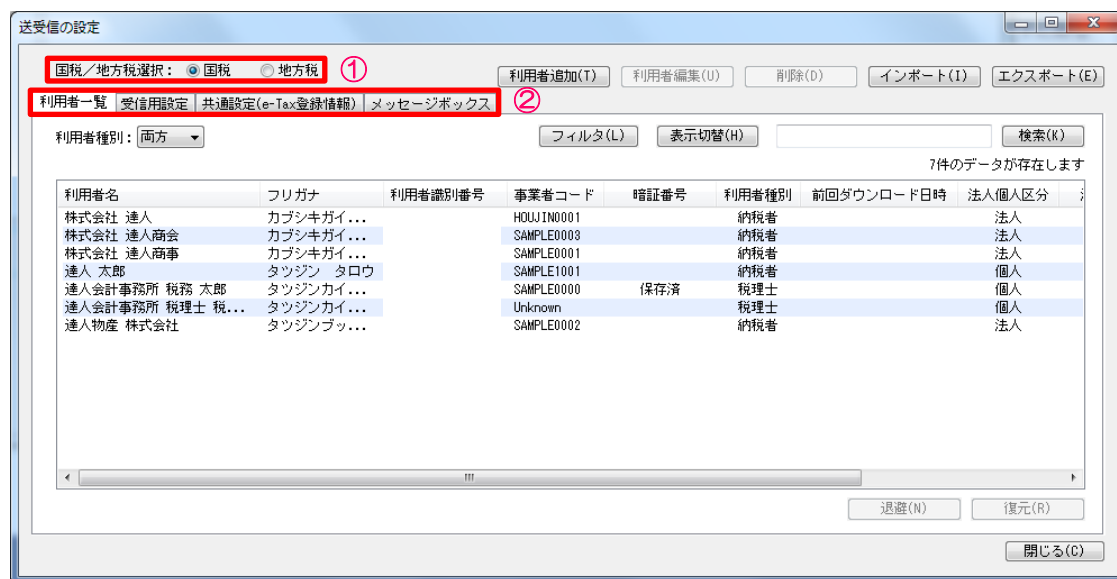 送受信の設定
国税／地方税選択： 国税 地方税 ①
利用者追加(T) 利用者編集(U) 削除(D) インポート(I) エクスポート(E)
利用者一覧 受信用設定 共通設定(e-Tax登録情報) メッセージボックス ②
利用者種別： 両方 フィルタ(L) 表示切替(H) 検索(K)
7件のデータが存在します
利用者名 フリガナ 利用者識別番号 事業者コード 暗証番号 利用者種別 前回ダウンロード日時 法人個人区分
株式会社 達人 カブシキガイ... HOUJIN0001 納税者 法人
株式会社 達人商会 カブシキガイ... SAMPLE0003 納税者 法人
株式会社 達人商事 カブシキガイ... SAMPLE0001 納税者 法人
達人 太郎 タツジン タロウ SAMPLE1001 納税者 個人
達人会計事務所 税務 太郎 タツジンカイ... SAMPLE0000 保存済 税理士 個人
達人会計事務所 税理士 税... タツジンカイ... Unknown 税理士 個人
達人物産 株式会社 タツジンブッ... SAMPLE0002 納税者 法人
退避(N) 復元(R)
閉じる(C)